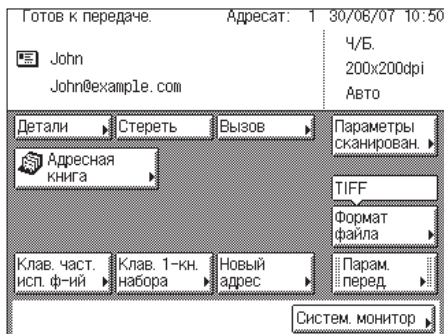 Готов к передаче. Адресат: 1 30/06/07 10:50
John
John@example.com
Ч/Б.
200x200dpi
Авто
Детали Стереть Вызов Параметры
сканирован.
Адресная
книга
TIFF
Формат
файла
Клав. част. Клав. 1-кн. Новый Парам.
исп. ф-ий набора адрес перед.
Систем. монитор